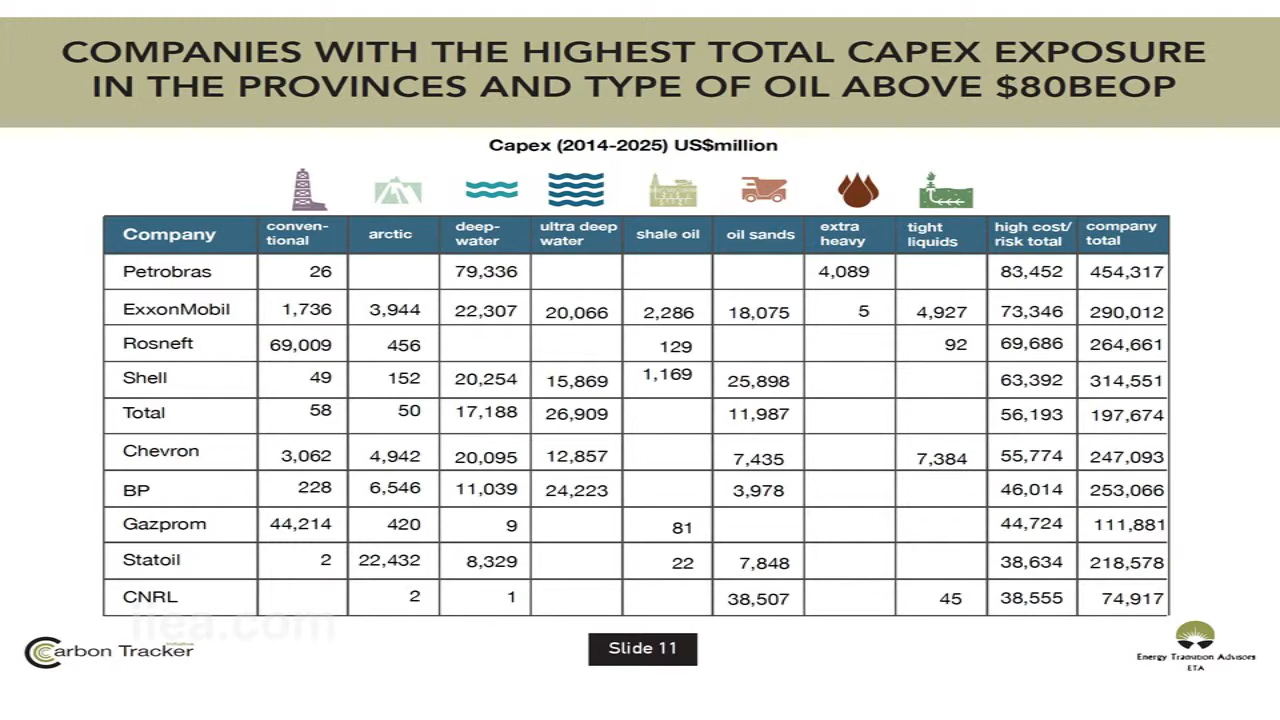 COMPANIES WITH THE HIGHEST TOTAL CAPEX EXPOSURE
IN THE PROVINCES AND TYPE OF OIL ABOVE $80BEOP
Capex (2014-2025) US$million
Company conven-tional arctic deep-water ultra deep water shale oil oil sands extra heavy tight liquids high cost/risk total company total
Petrobras 26 79,336 4,089 83,452 454,317
ExxonMobil 1,736 3,944 22,307 20,066 2,286 18,075 5 4,927 73,346 290,012
Rosneft 69,009 456 129 92 69,686 264,661
Shell 49 152 20,254 15,869 1,169 25,898 63,392 314,551
Total 58 50 17,188 26,909 11,987 56,193 197,674
Chevron 3,062 4,942 20,095 12,857 7,435 7,384 55,774 247,093
BP 228 6,546 11,039 24,223 3,978 46,014 253,066
Gazprom 44,214 420 9 81 44,724 111,881
Statoil 2 22,432 8,329 22 7,848 38,634 218,578
CNRL 2 1 38,507 45 38,555 74,917
iiea.com
Carbon Tracker
Initiative
Slide 11
Energy Transition Advisors
ETA